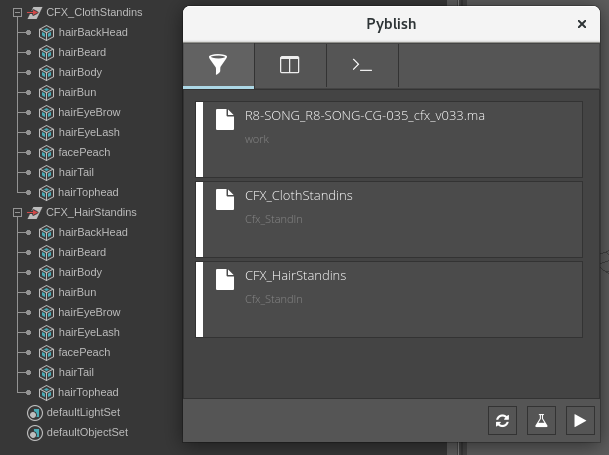 CFX_ClothStandins
hairBackHead
hairBeard
hairBody
hairBun
hairEyeBrow
hairEyeLash
facePeach
hairTail
hairTophead
CFX_HairStandins
hairBackHead
hairBeard
hairBody
hairBun
hairEyeBrow
hairEyeLash
facePeach
hairTail
hairTophead
defaultLightSet
defaultObjectSet
Pyblish
R8-SONG_R8-SONG-CG-035_cfx_v033.ma
work
CFX_ClothStandins
Cfx_StandIn
CFX_HairStandins
Cfx_StandIn